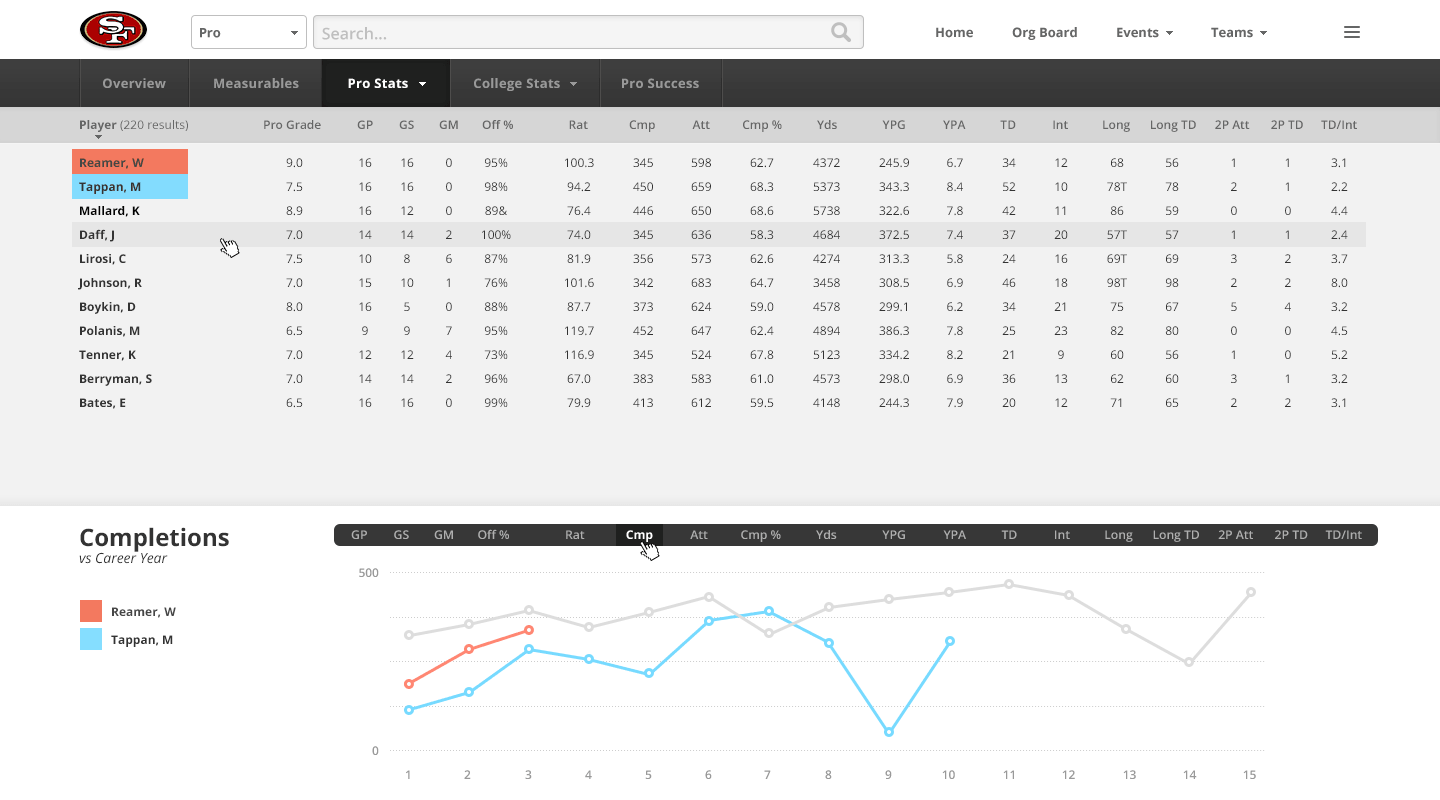 SF
Pro
Search...
Home Org Board Events Teams
Overview Measurables Pro Stats College Stats Pro Success
Player (220 results) Pro Grade GP GS GM Off % Rat Cmp Att Cmp % Yds YPG YPA TD Int Long Long TD 2P Att 2P TD TD/Int
Reamer, W 9.0 16 16 0 95% 100.3 345 598 62.7 4372 245.9 6.7 34 12 68 56 1 1 3.1
Tappan, M 7.5 16 16 0 98% 94.2 450 659 68.3 5373 343.3 8.4 52 10 78T 78 2 1 2.2
Mallard, K 8.9 16 12 0 89& 76.4 446 650 68.6 5738 322.6 7.8 42 11 86 59 0 0 4.4
Daff, J 7.0 14 14 2 100% 74.0 345 636 58.3 4684 372.5 7.4 37 20 57T 57 1 1 2.4
Lirosi, C 7.5 10 8 6 87% 81.9 356 573 62.6 4274 313.3 5.8 24 16 69T 69 3 2 3.7
Johnson, R 7.0 15 10 1 76% 101.6 342 683 64.7 3458 308.5 6.9 46 18 98T 98 2 2 8.0
Boykin, D 8.0 16 5 0 88% 87.7 373 624 59.0 4578 299.1 6.2 34 21 75 67 5 4 3.2
Polanis, M 6.5 9 9 7 95% 119.7 452 647 62.4 4894 386.3 7.8 25 23 82 80 0 0 4.5
Tenner, K 7.0 12 12 4 73% 116.9 345 524 67.8 5123 334.2 8.2 21 9 60 56 1 0 5.2
Berryman, S 7.0 14 14 2 96% 67.0 383 583 61.0 4573 298.0 6.9 36 13 62 60 3 1 3.2
Bates, E 6.5 16 16 0 99% 79.9 413 612 59.5 4148 244.3 7.9 20 12 71 65 2 2 3.1
Completions
vs Career Year
Reamer, W
Tappan, M
GP GS GM Off % Rat Cmp Att Cmp % Yds YPG YPA TD Int Long Long TD 2P Att 2P TD TD/Int
500
0
1 2 3 4 5 6 7 8 9 10 11 12 13 14 15